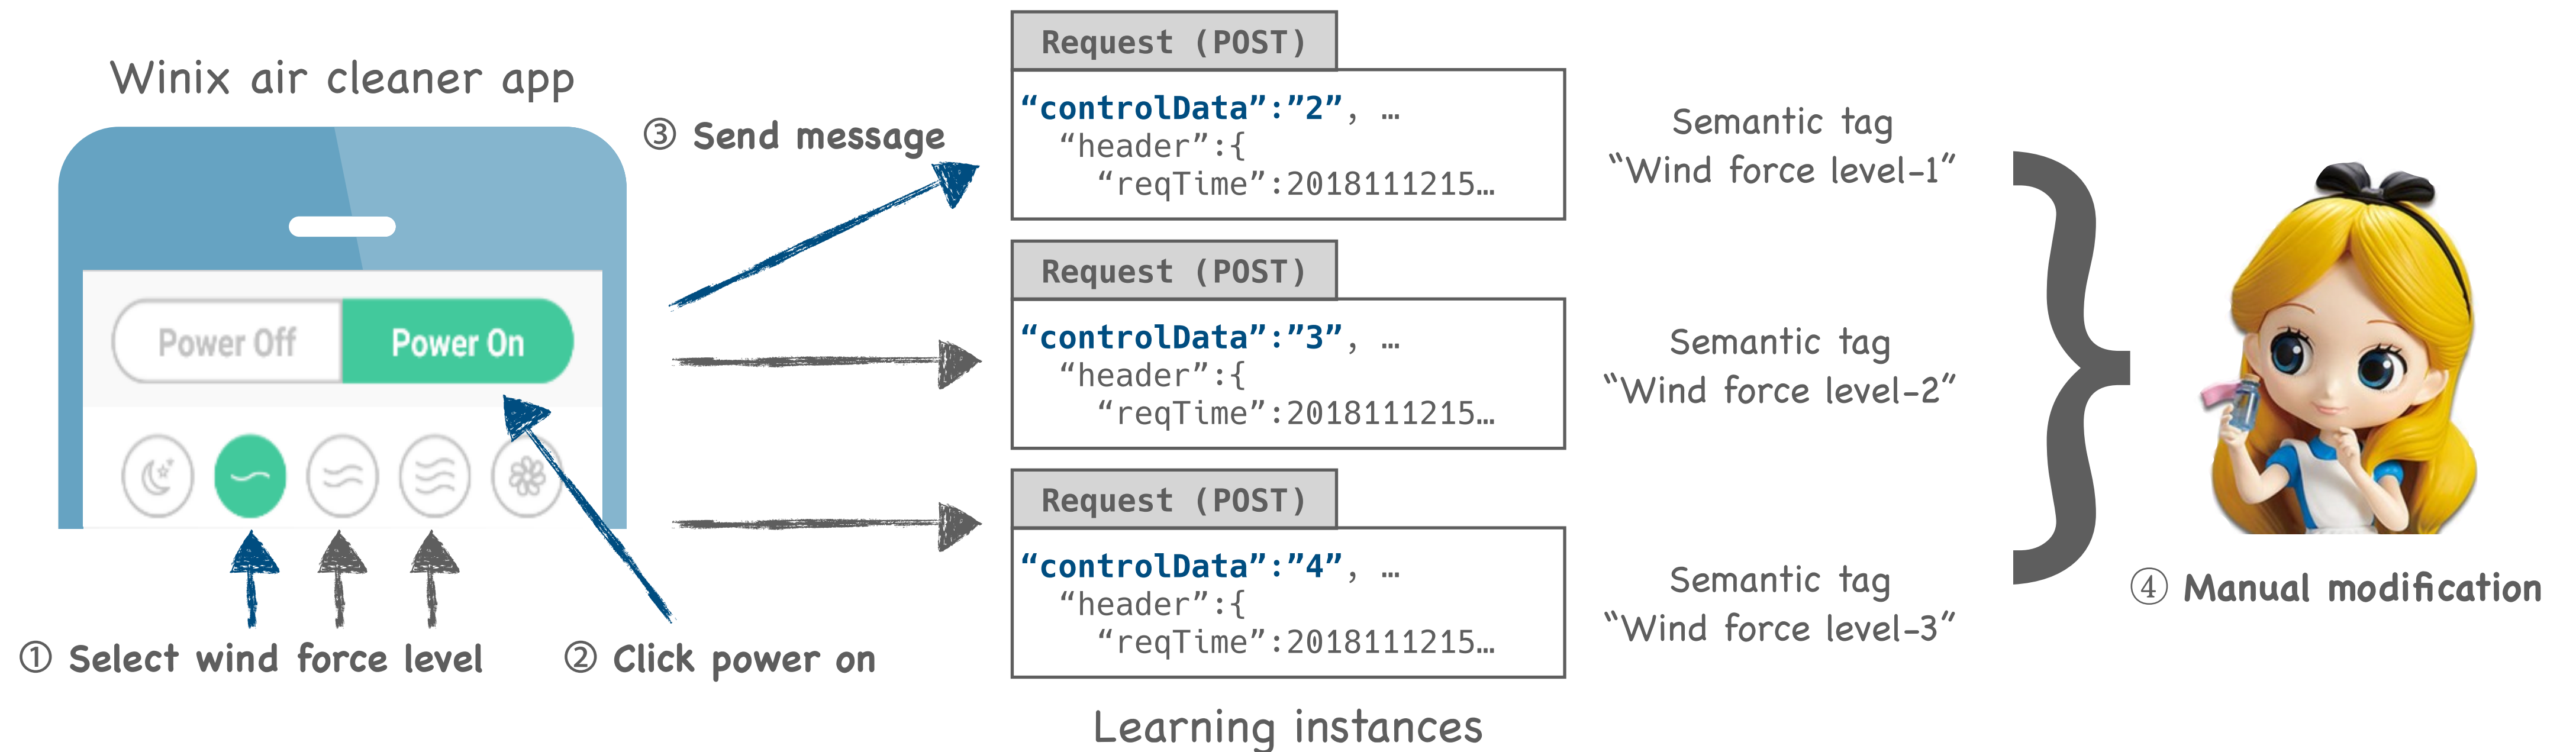 Winix air cleaner app
Power Off
Power On
① Select wind force level
② Click power on
③ Send message
Request (POST)
“controlData”:”2”, …
“header”:{
“reqTime”:2018111215…
Semantic tag
“Wind force level-1”
Request (POST)
“controlData”:”3”, …
“header”:{
“reqTime”:2018111215…
Semantic tag
“Wind force level-2”
Request (POST)
“controlData”:”4”, …
“header”:{
“reqTime”:2018111215…
Semantic tag
“Wind force level-3”
Learning instances
④ Manual modification